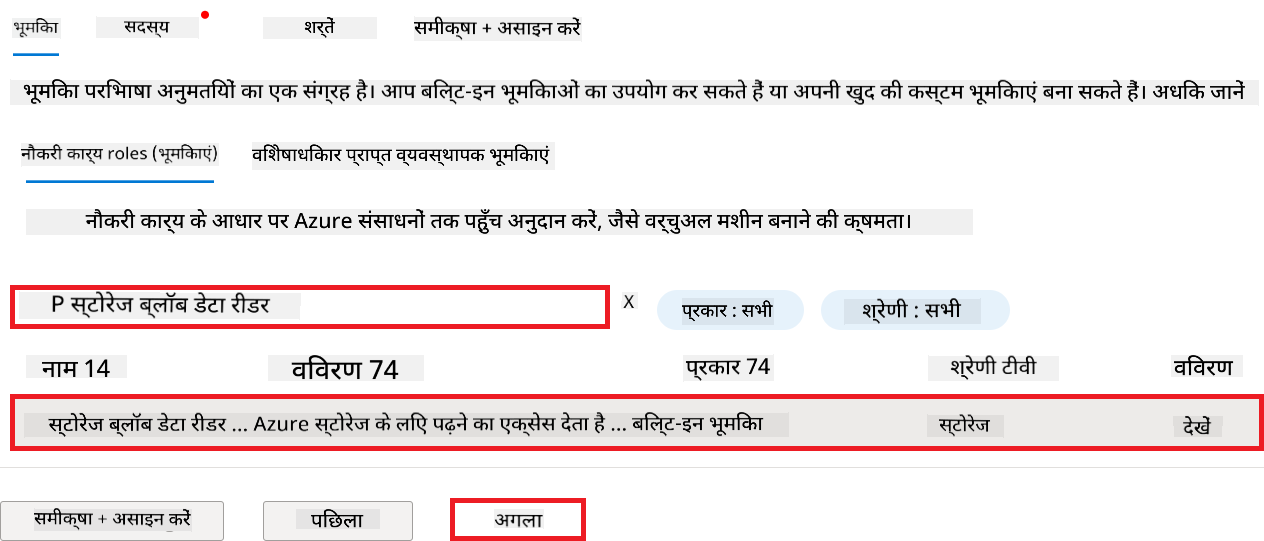 भूमिका सदस्य शर्तें समीक्षा + असाइन करें
भूमिका परिभाषा अनुमतियों का एक संग्रह है। आप बिल्ट-इन भूमिकाओं का उपयोग कर सकते हैं या अपनी खुद की कस्टम भूमिकाएं बना सकते हैं। अधिक जानें
नौकरी कार्य roles (भूमिकाएं) विशेषाधिकार प्राप्त व्यवस्थापक भूमिकाएं
नौकरी कार्य के आधार पर Azure संसाधनों तक पहुँच अनुदान करें, जैसे वर्चुअल मशीन बनाने की क्षमता।
P स्टोरेज ब्लॉब डेटा रीडर X प्रकार : सभी श्रेणी : सभी
नाम 14 विवरण 74 प्रकार 74 श्रेणी टीवी विवरण
स्टोरेज ब्लॉब डेटा रीडर ... Azure स्टोरेज के लिए पढ़ने का एक्सेस देता है ... बिल्ट-इन भूमिका स्टोरेज देखें
समीक्षा + असाइन करें पिछला अगला